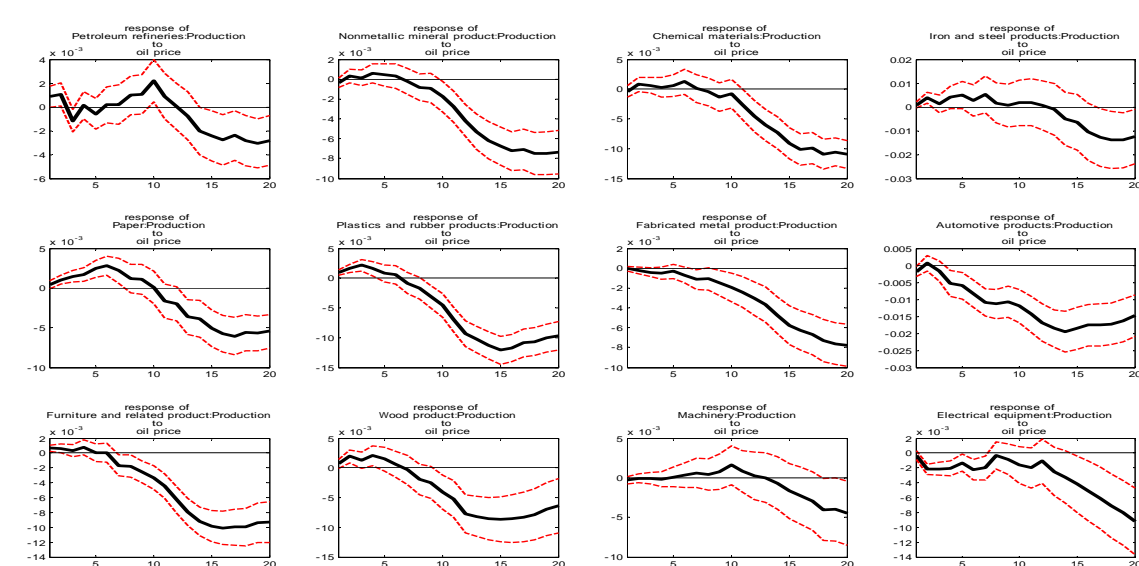 response of
Petroleum refineries:Production
to
oil price
x 10⁻³
4
2
0
-2
-4
-6
5
10
15
20
response of
Nonmetallic mineral product:Production
to
oil price
x 10⁻³
2
0
-2
-4
-6
-8
-10
5
10
15
20
response of
Chemical materials:Production
to
oil price
x 10⁻³
5
0
-5
-10
-15
5
10
15
20
response of
Iron and steel products:Production
to
oil price
0.02
0.01
0
-0.01
-0.02
-0.03
5
10
15
20
response of
Paper:Production
to
oil price
x 10⁻³
5
0
-5
-10
5
10
15
20
response of
Plastics and rubber products:Production
to
oil price
x 10⁻³
5
0
-5
-10
-15
5
10
15
20
response of
Fabricated metal product:Production
to
oil price
x 10⁻³
2
0
-2
-4
-6
-8
-10
5
10
15
20
response of
Automotive products:Production
to
oil price
0.005
0
-0.005
-0.01
-0.015
-0.02
-0.025
-0.03
5
10
15
20
response of
Furniture and related product:Production
to
oil price
x 10⁻³
2
0
-2
-4
-6
-8
-10
-12
-14
5
10
15
20
response of
Wood product:Production
to
oil price
x 10⁻³
5
0
-5
-10
-15
5
10
15
20
response of
Machinery:Production
to
oil price
x 10⁻³
5
0
-5
-10
5
10
15
20
response of
Electrical equipment:Production
to
oil price
x 10⁻³
2
0
-2
-4
-6
-8
-10
-12
-14
5
10
15
20